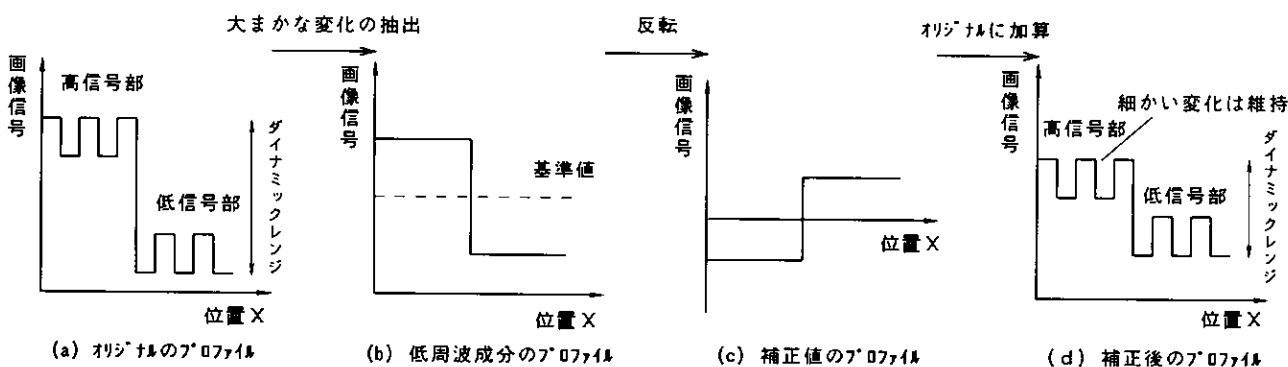 大まかな変化の抽出
反転
オリジナルに加算
画像信号
高信号部
低信号部
ダイナミックレンジ
位置X
(a) オリジナルのプロファイル
画像信号
基準値
位置X
(b) 低周波成分のプロファイル
画像信号
位置X
(c) 補正値のプロファイル
画像信号
細かい変化は維持
高信号部
低信号部
ダイナミックレンジ
位置X
(d) 補正後のプロファイル